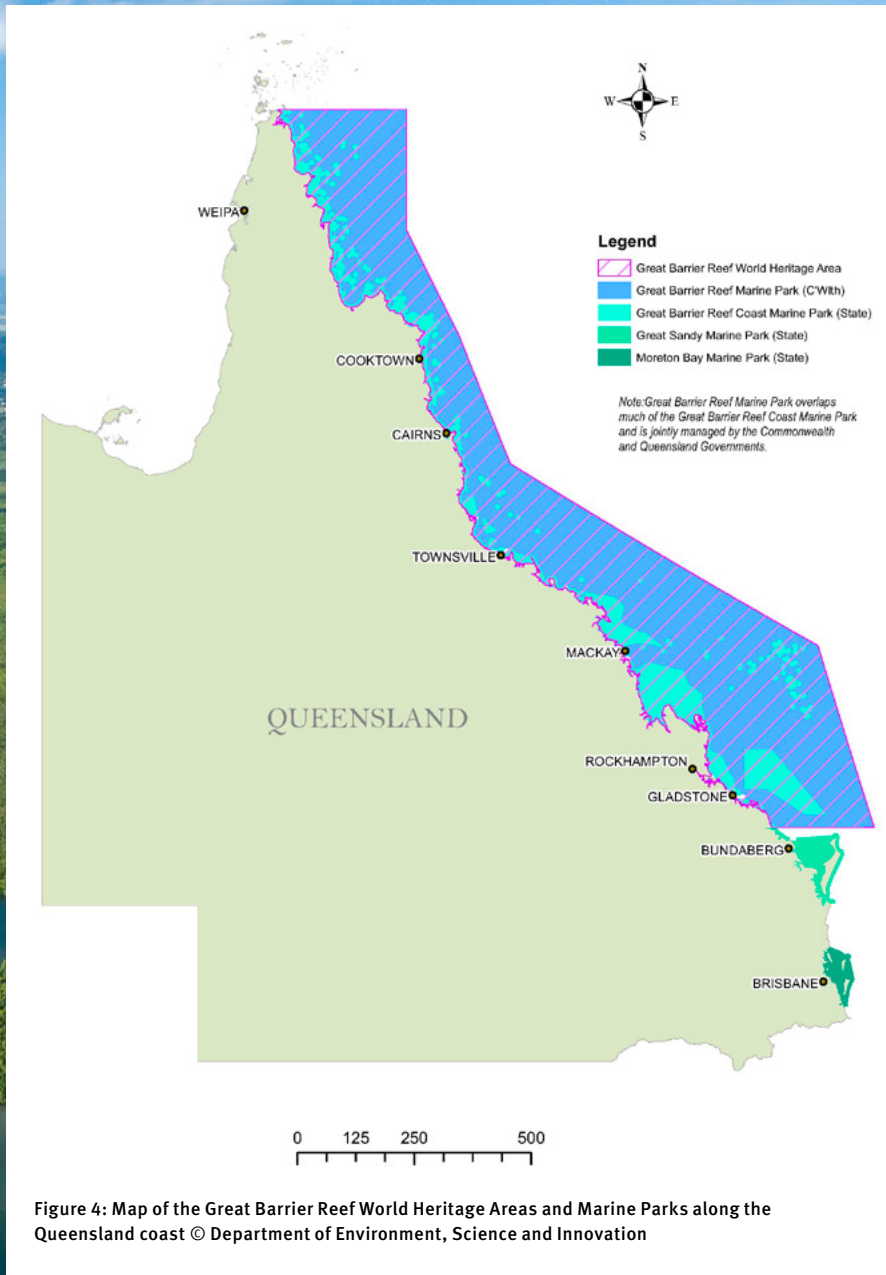 N
W E
S
WEIPA
Legend
Great Barrier Reef World Heritage Area
Great Barrier Reef Marine Park (C'Wlth)
Great Barrier Reef Coast Marine Park (State)
Great Sandy Marine Park (State)
Moreton Bay Marine Park (State)
COOKTOWN
Note:Great Barrier Reef Marine Park overlaps
much of the Great Barrier Reef Coast Marine Park
and is jointly managed by the Commonwealth
and Queensland Governments.
CAIRNS
TOWNSVILLE
MACKAY
QUEENSLAND
ROCKHAMPTON
GLADSTONE
BUNDABERG
BRISBANE
0 125 250 500
Figure 4: Map of the Great Barrier Reef World Heritage Areas and Marine Parks along the
Queensland coast © Department of Environment, Science and Innovation